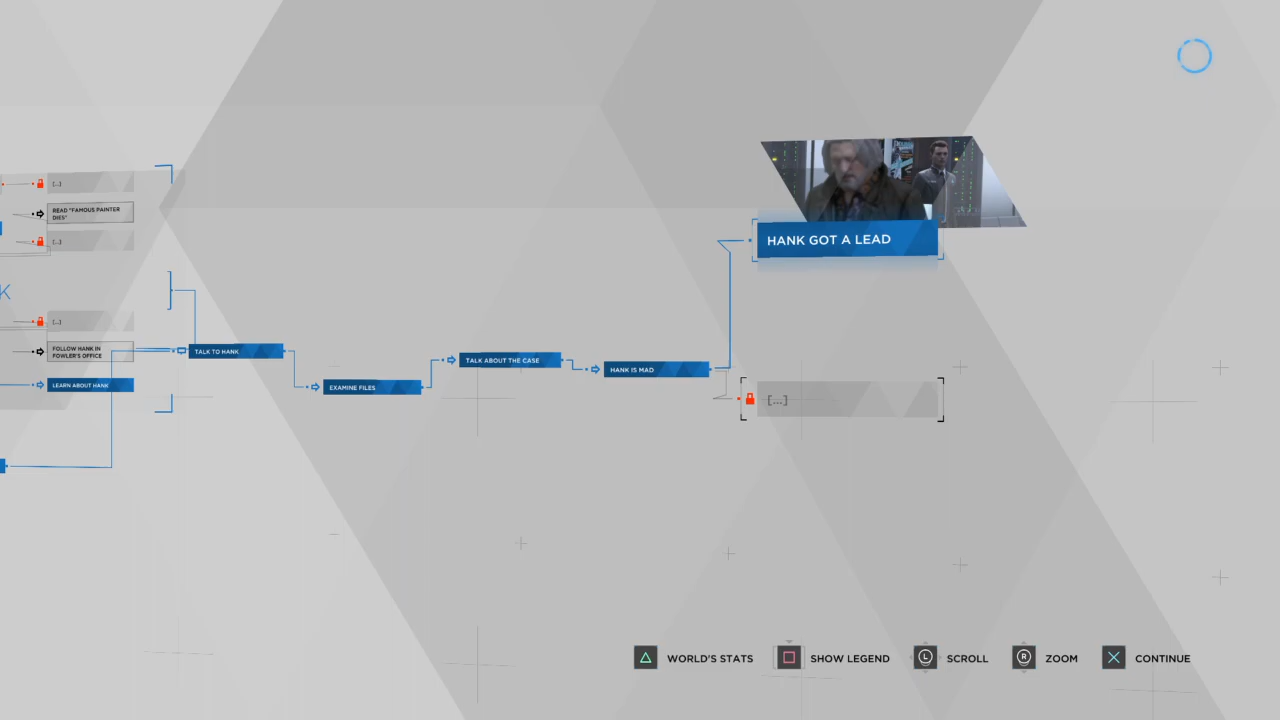 [...]
READ "FAMOUS PAINTER
DIES"
[...]
K
[...]
FOLLOW HANK IN
FOWLER'S OFFICE
LEARN ABOUT HANK
TALK TO HANK
EXAMINE FILES
TALK ABOUT THE CASE
HANK IS MAD
HANK GOT A LEAD
[...]
WORLD'S STATS
SHOW LEGEND
L
SCROLL
R
ZOOM
CONTINUE